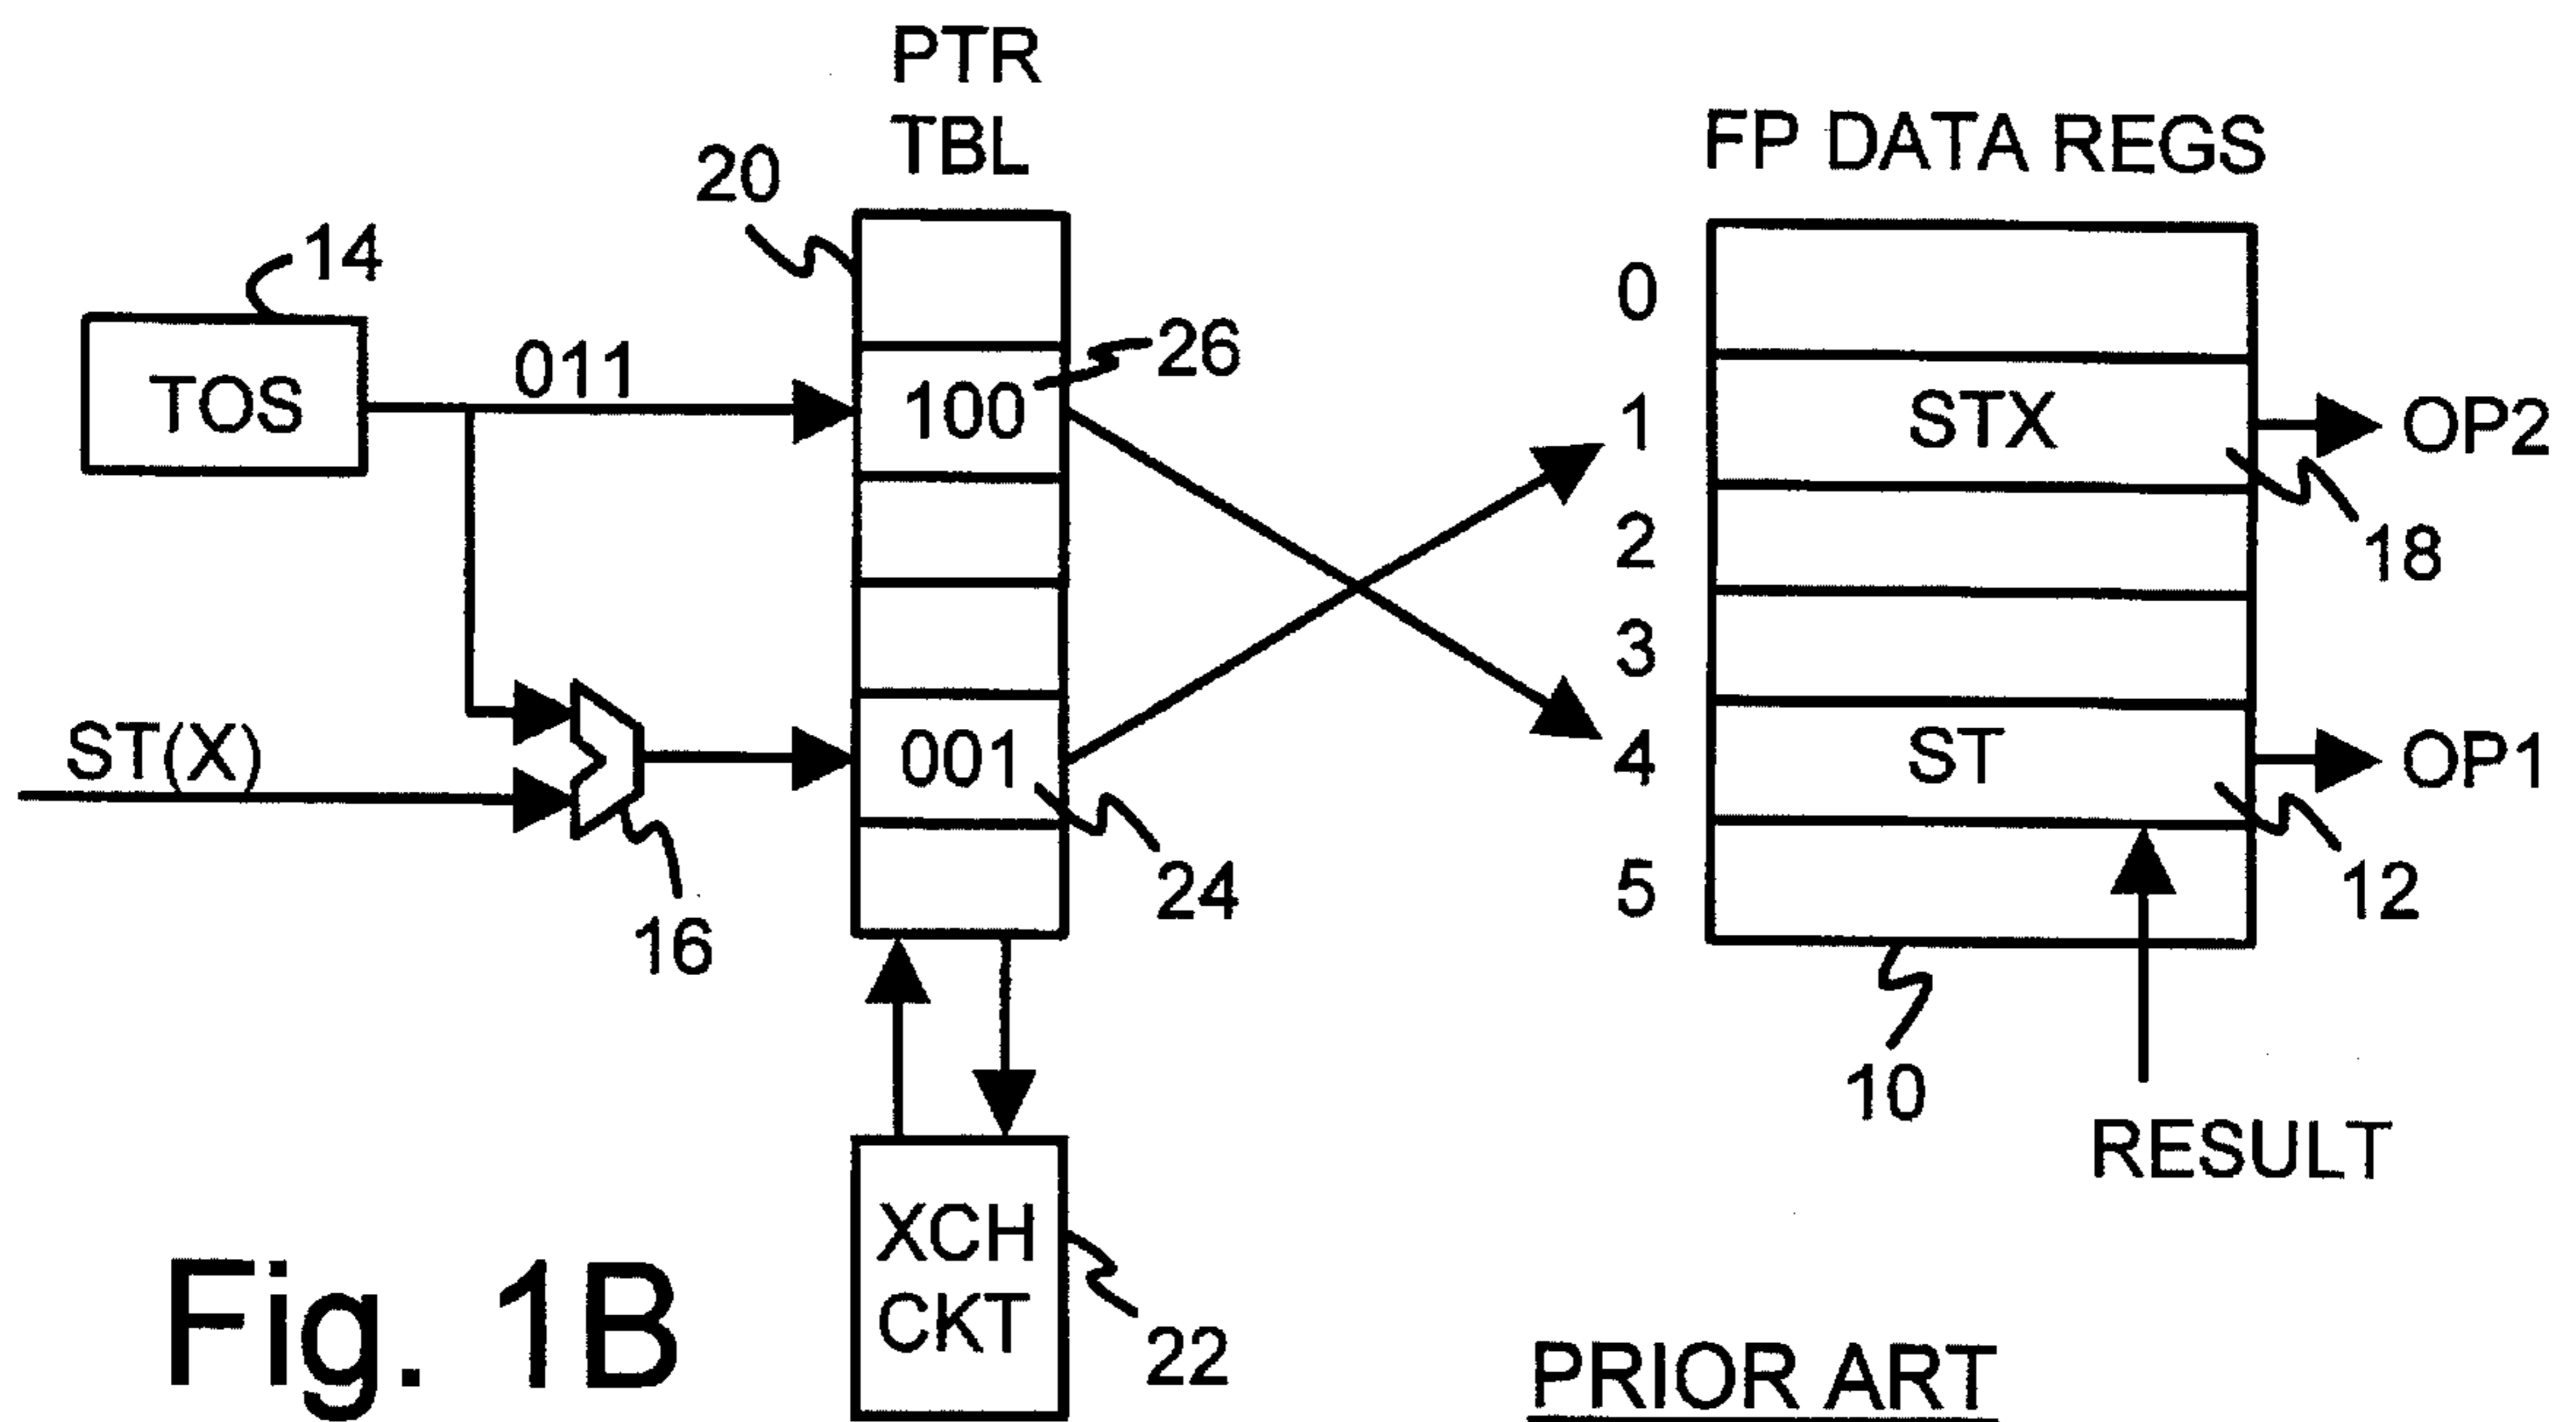 PTR
TBL
FP DATA REGS
20
14
TOS
011
100
26
0
1
2
3
4
5
STX
OP2
18
ST(X)
16
001
24
ST
OP1
12
10
RESULT
XCH
CKT
22
Fig. 1B
PRIOR ART